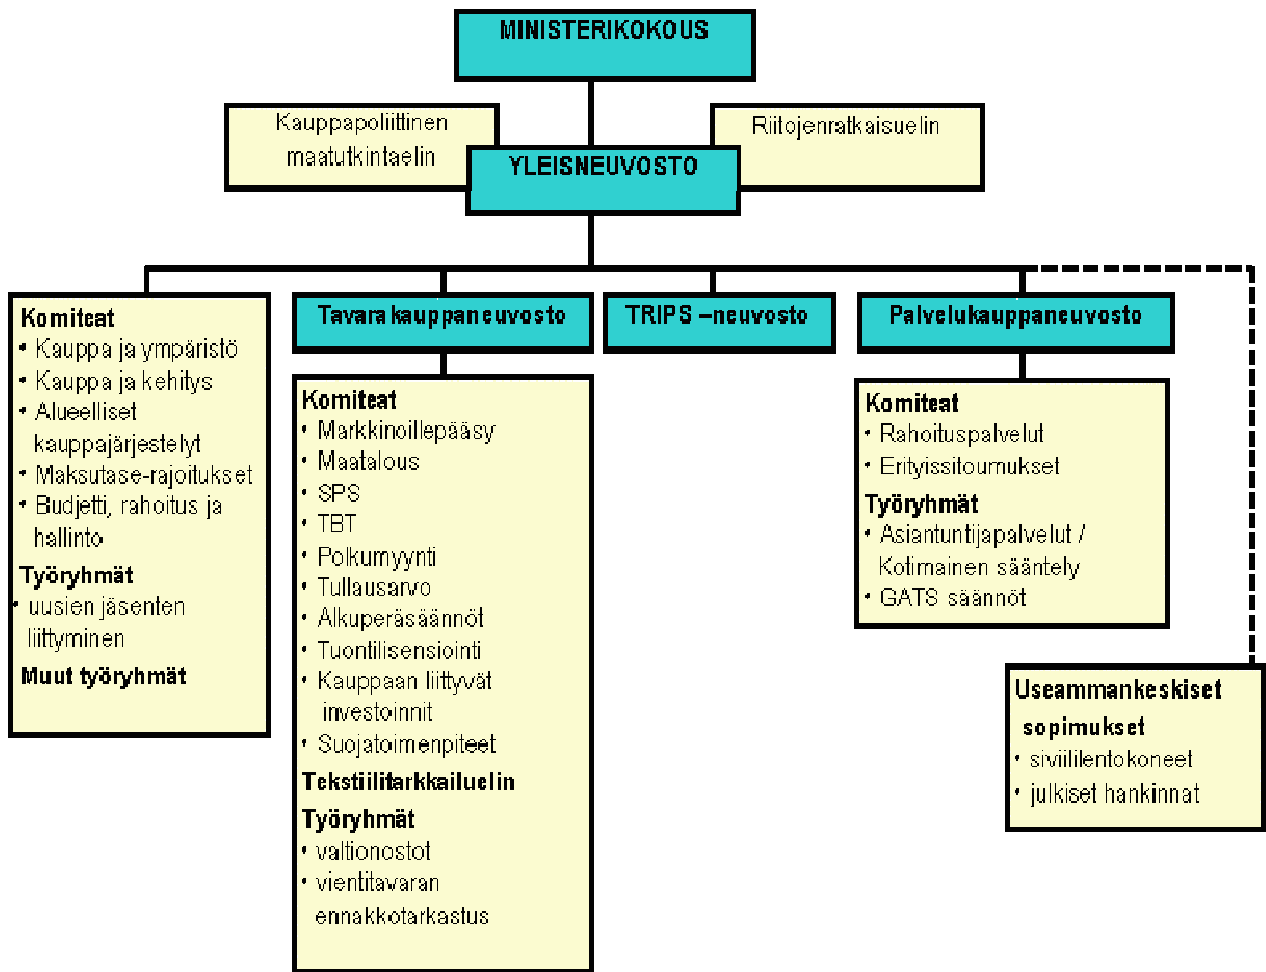 MINISTERIKOKOUS
Kauppapoliittinen
maatutkintaelin
Riitojenratkaisuelin
YLEISNEUVOSTO
Komiteat
• Kauppa ja ympäristö
• Kauppa ja kehitys
• Alueelliset
kauppajärjestelyt
• Maksutase-rajoitukset
• Budjetti, rahoitus ja
hallinto
Työryhmät
• uusien jäsenten
liittyminen
Muut työryhmät
Tavarakauppaneuvosto
Komiteat
• Markkinoillepääsy
• Maatalous
• SPS
• TBT
• Polkumyynti
• Tullausarvo
• Alkuperäsäännöt
• Tuontilisensiointi
• Kauppaan liittyvät
investoinnit
• Suojatoimenpiteet
Tekstiilitarkkailuelin
Työryhmät
• valtionostot
• vientitavaran
ennakkotarkastus
TRIPS –neuvosto
Palvelukauppaneuvosto
Komiteat
• Rahoituspalvelut
• Erityissitoumukset
Työryhmät
• Asiantuntijapalvelut /
Kotimainen sääntely
• GATS säännöt
Useammankeskiset
sopimukset
• siviililentokoneet
• julkiset hankinnat